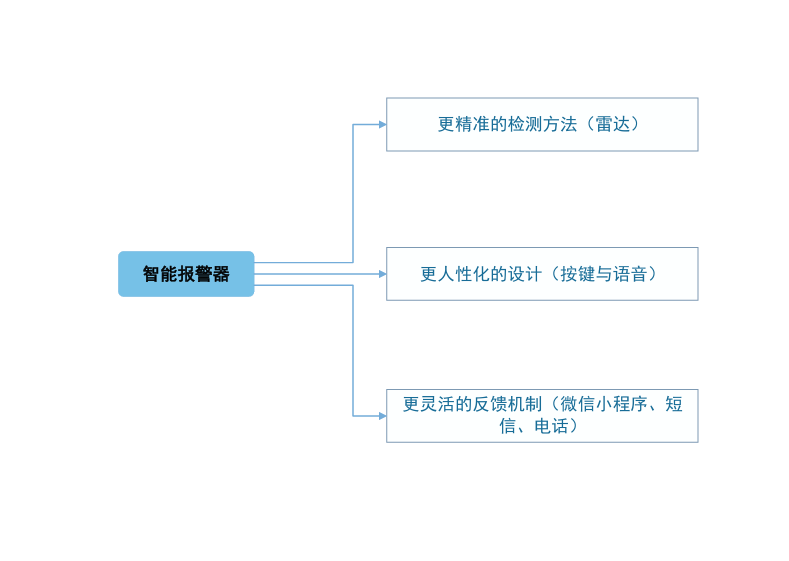 更精准的检测方法（雷达）
智能报警器
更人性化的设计（按键与语音）
更灵活的反馈机制（微信小程序、短
信、电话）